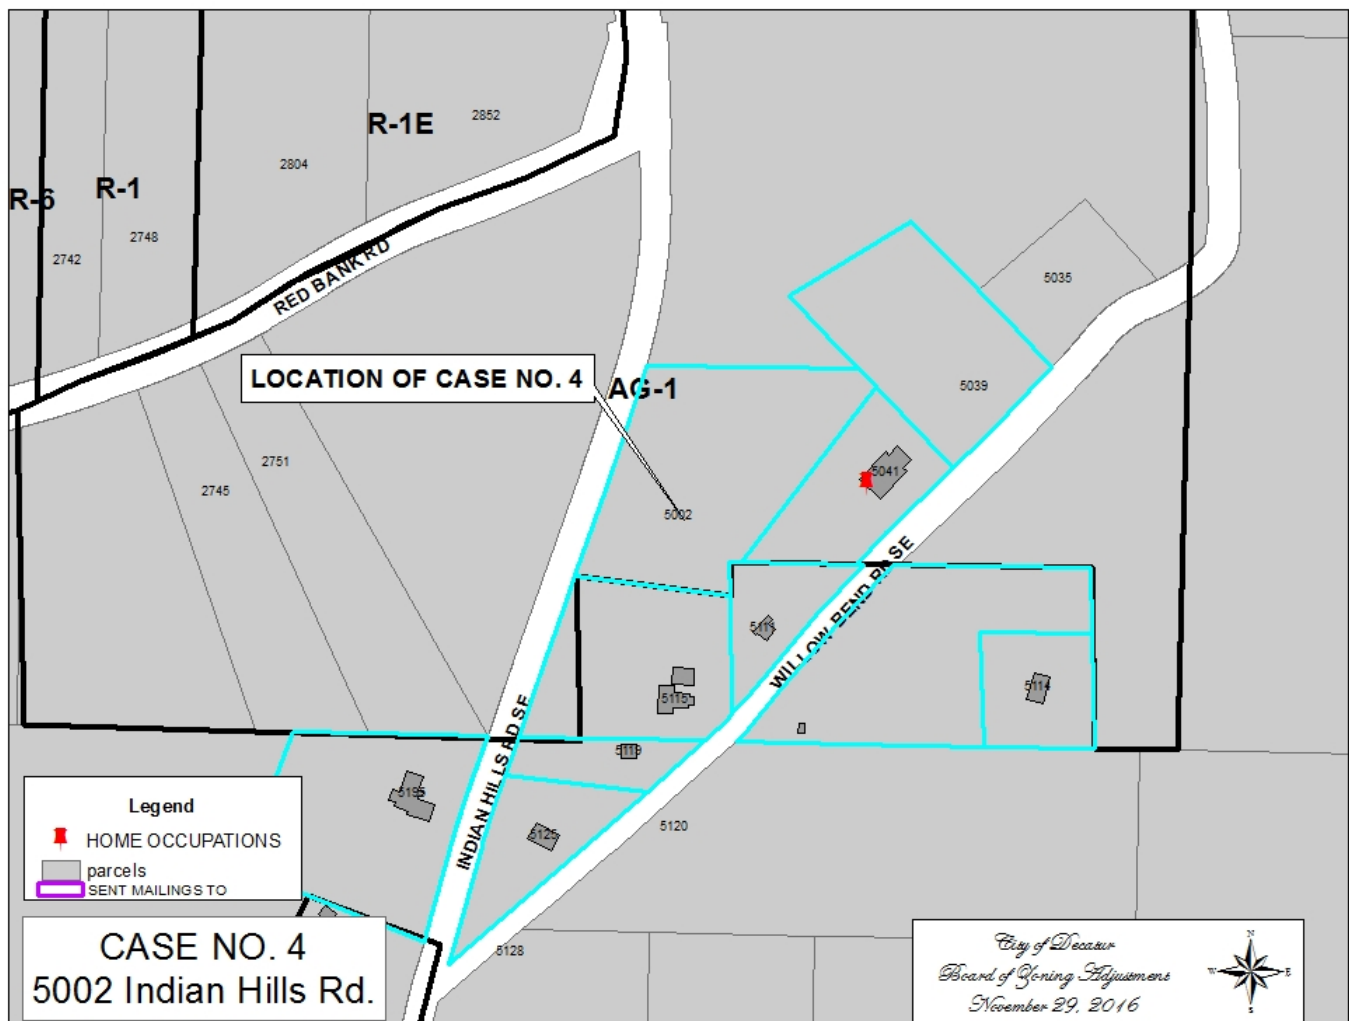 2852
R-1E
2804
R-6
R-1
2748
2742
RED BANK RD
5035
LOCATION OF CASE NO. 4
AG-1
5039
2751
2745
5041
5002
WILLOW BEND RD SE
5111
5114
5115
INDIAN HILLS RD SE
5119
5195
5125
5120
5128
Legend
HOME OCCUPATIONS
parcels
SENT MAILINGS TO
CASE NO. 4
5002 Indian Hills Rd.
City of Decatur
Board of Zoning Adjustment
November 29, 2016
N
W
E
S